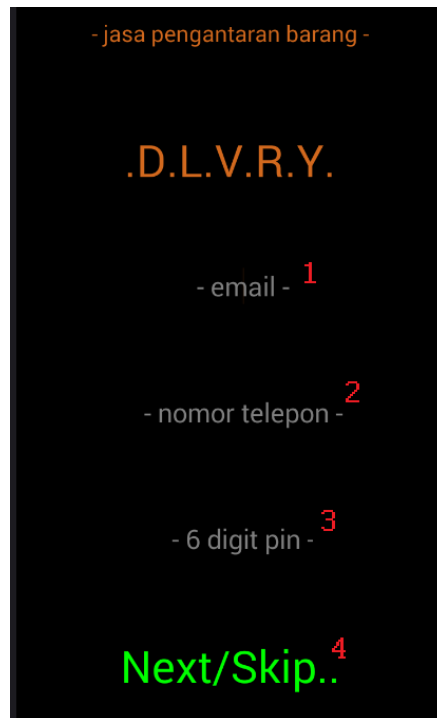 - jasa pengantaran barang -
.D.L.V.R.Y.
- email - 1
- nomor telepon - 2
- 6 digit pin - 3
Next/Skip.. 4